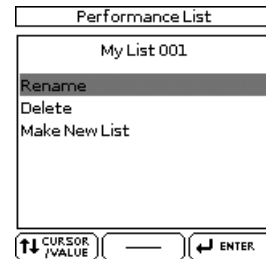 Performance List
My List 001
Rename
Delete
Make New List
CURSOR
/VALUE
ENTER